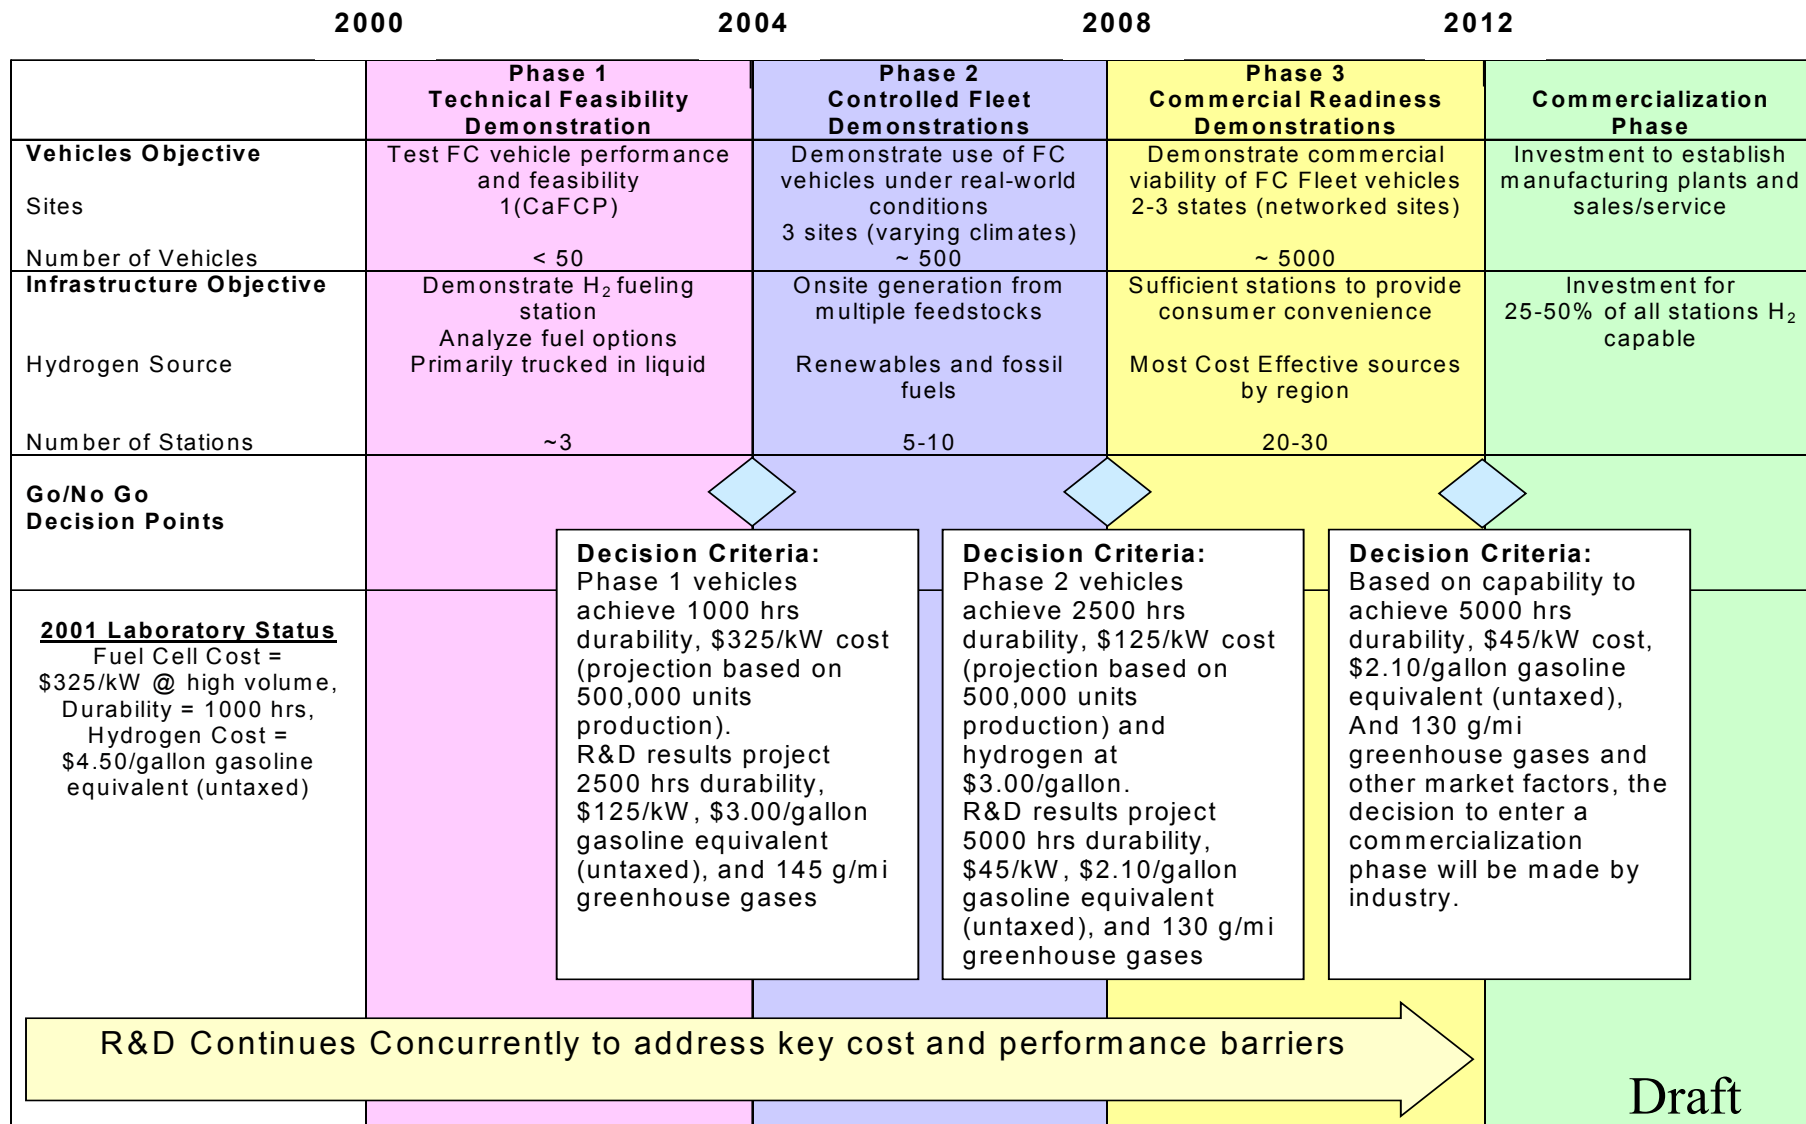 2000 2004 2008 2012
Phase 1
Technical Feasibility
Demonstration
Phase 2
Controlled Fleet
Demonstrations
Phase 3
Commercial Readiness
Demonstrations
Commercialization
Phase
Vehicles Objective
Sites
Number of Vehicles
Test FC vehicle performance
and feasibility
1(CaFCP)
< 50
Demonstrate use of FC
vehicles under real-world
conditions
3 sites (varying climates)
~ 500
Demonstrate commercial
viability of FC Fleet vehicles
2-3 states (networked sites)
~ 5000
Investment to establish
manufacturing plants and
sales/service
Infrastructure Objective
Hydrogen Source
Number of Stations
Demonstrate H₂ fueling
station
Analyze fuel options
Primarily trucked in liquid
~3
Onsite generation from
multiple feedstocks
Renewables and fossil
fuels
5-10
Sufficient stations to provide
consumer convenience
Most Cost Effective sources
by region
20-30
Investment for
25-50% of all stations H₂
capable
Go/No Go
Decision Points
2001 Laboratory Status
Fuel Cell Cost =
$325/kW @ high volume,
Durability = 1000 hrs,
Hydrogen Cost =
$4.50/gallon gasoline
equivalent (untaxed)
Decision Criteria:
Phase 1 vehicles
achieve 1000 hrs
durability, $325/kW cost
(projection based on
500,000 units
production).
R&D results project
2500 hrs durability,
$125/kW, $3.00/gallon
gasoline equivalent
(untaxed), and 145 g/mi
greenhouse gases
Decision Criteria:
Phase 2 vehicles
achieve 2500 hrs
durability, $125/kW cost
(projection based on
500,000 units
production) and
hydrogen at
$3.00/gallon.
R&D results project
5000 hrs durability,
$45/kW, $2.10/gallon
gasoline equivalent
(untaxed), and 130 g/mi
greenhouse gases
Decision Criteria:
Based on capability to
achieve 5000 hrs
durability, $45/kW cost,
$2.10/gallon gasoline
equivalent (untaxed),
And 130 g/mi
greenhouse gases and
other market factors, the
decision to enter a
commercialization
phase will be made by
industry.
R&D Continues Concurrently to address key cost and performance barriers
Draft